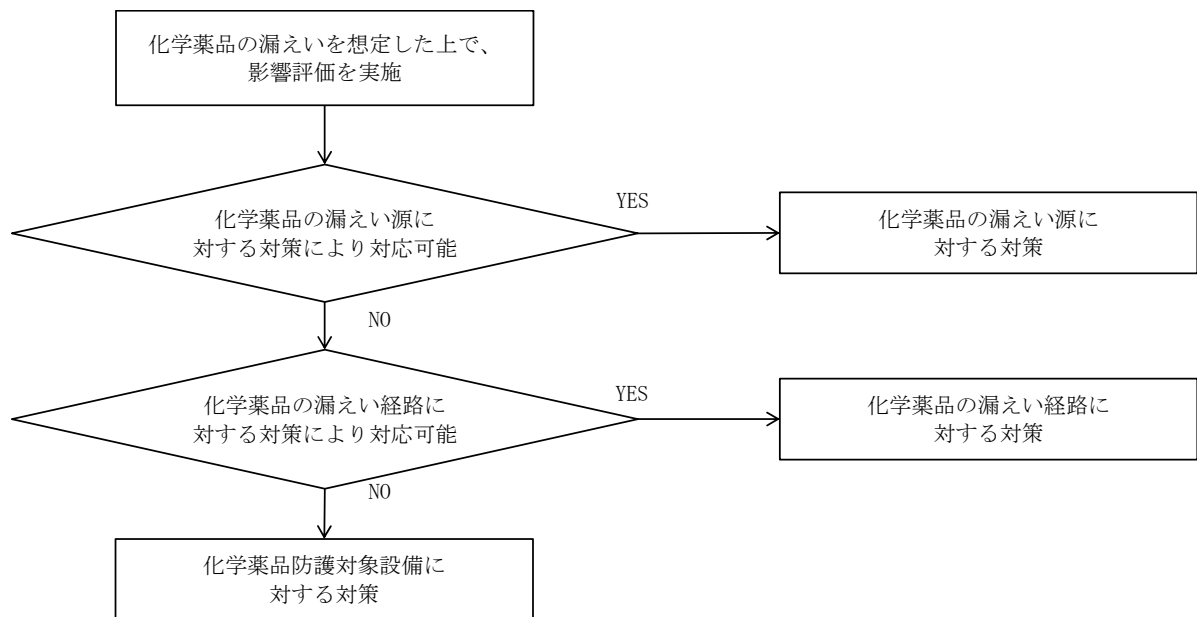 化学薬品の漏えいを想定した上で、
影響評価を実施
化学薬品の漏えい源に
対する対策により対応可能
YES
化学薬品の漏えい源に
対する対策
NO
化学薬品の漏えい経路に
対する対策により対応可能
YES
化学薬品の漏えい経路に
対する対策
NO
化学薬品防護対象設備に
対する対策